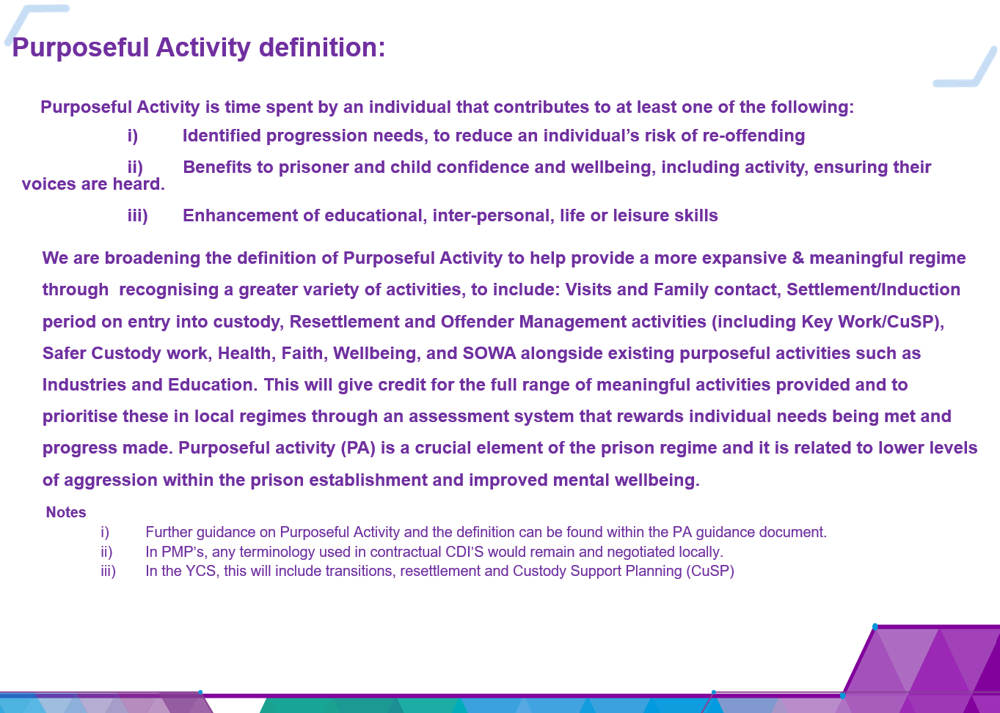 Purposeful Activity definition:
Purposeful Activity is time spent by an individual that contributes to at least one of the following:
i) Identified progression needs, to reduce an individual’s risk of re-offending
ii) Benefits to prisoner and child confidence and wellbeing, including activity, ensuring their
voices are heard.
iii) Enhancement of educational, inter-personal, life or leisure skills
We are broadening the definition of Purposeful Activity to help provide a more expansive & meaningful regime
through  recognising a greater variety of activities, to include: Visits and Family contact, Settlement/Induction
period on entry into custody, Resettlement and Offender Management activities (including Key Work/CuSP),
Safer Custody work, Health, Faith, Wellbeing, and SOWA alongside existing purposeful activities such as
Industries and Education. This will give credit for the full range of meaningful activities provided and to
prioritise these in local regimes through an assessment system that rewards individual needs being met and
progress made. Purposeful activity (PA) is a crucial element of the prison regime and it is related to lower levels
of aggression within the prison establishment and improved mental wellbeing.
Notes
i) Further guidance on Purposeful Activity and the definition can be found within the PA guidance document.
ii) In PMP’s, any terminology used in contractual CDI’S would remain and negotiated locally.
iii) In the YCS, this will include transitions, resettlement and Custody Support Planning (CuSP)